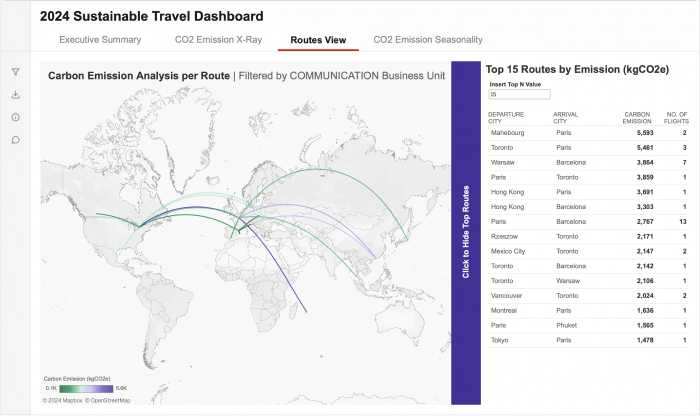 2024 Sustainable Travel Dashboard
Executive Summary CO2 Emission X-Ray Routes View CO2 Emission Seasonality
Carbon Emission Analysis per Route | Filtered by COMMUNICATION Business Unit
Carbon Emission (kgCO2e)
0.1K 5.6K
© 2024 Mapbox © OpenStreetMap
Click to Hide Top Routes
Top 15 Routes by Emission (kgCO2e)
Insert Top N Value
15
DEPARTURE CITY ARRIVAL CITY CARBON EMISSION NO. OF FLIGHTS
Mahebourg Paris 5,593 2
Toronto Paris 5,461 3
Warsaw Barcelona 3,864 7
Paris Toronto 3,859 1
Hong Kong Paris 3,691 1
Hong Kong Barcelona 3,303 1
Paris Barcelona 2,767 13
Rzeszow Toronto 2,171 1
Mexico City Toronto 2,147 2
Toronto Barcelona 2,142 1
Toronto Warsaw 2,106 1
Vancouver Toronto 2,024 2
Montreal Paris 1,636 1
Paris Phuket 1,565 1
Tokyo Paris 1,478 1